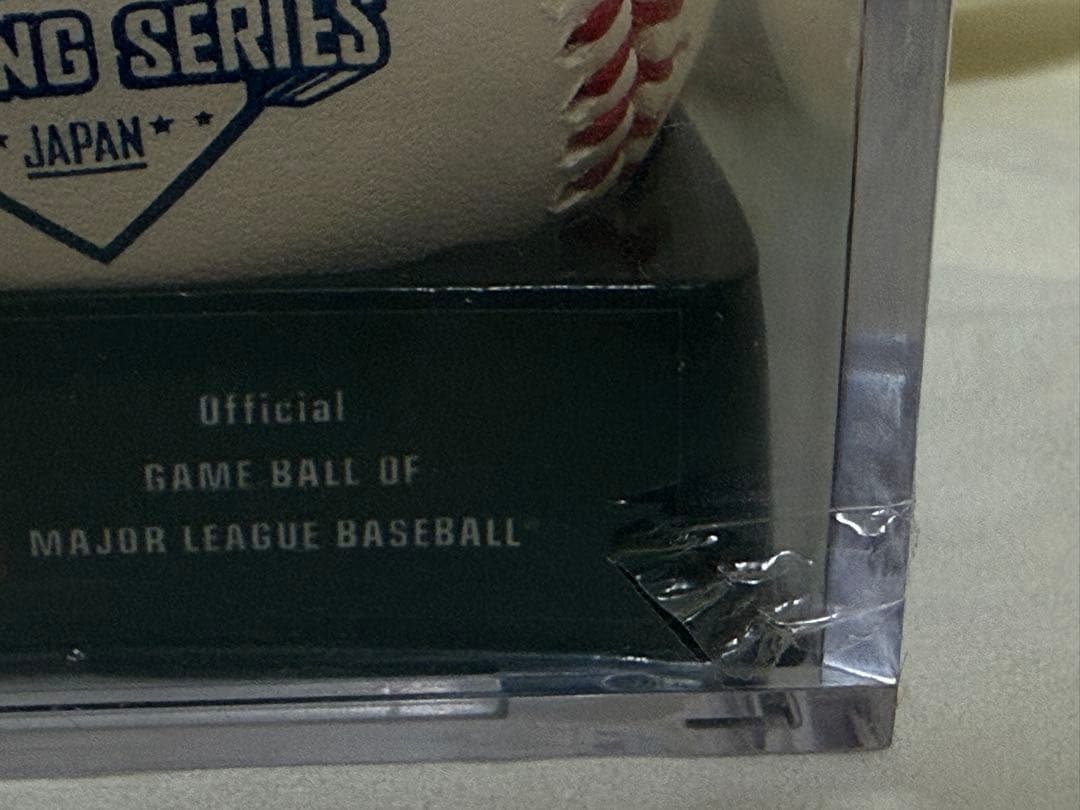 NG SERIES
JAPAN
Official
GAME BALL OF
MAJOR LEAGUE BASEBALL